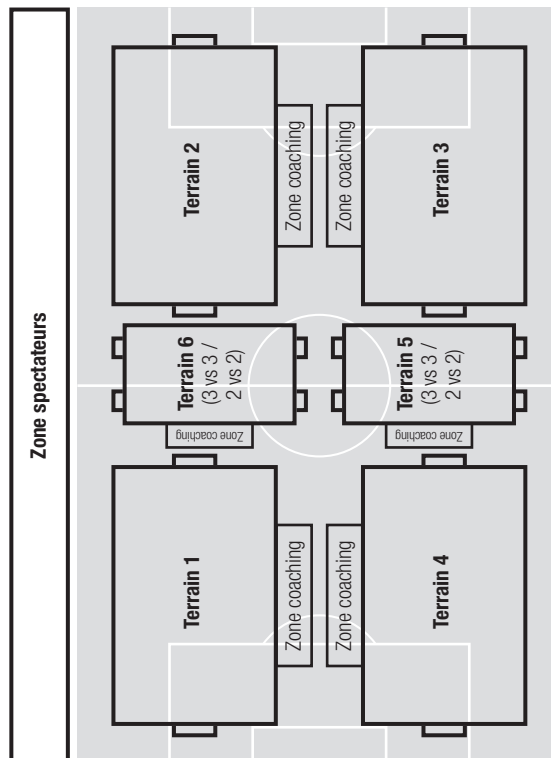 Zone spectateurs
Terrain 2
Zone coaching
Zone coaching
Terrain 3
Terrain 6
(3 vs 3 /
2 vs 2)
Zone coaching
Terrain 5
(3 vs 3 /
2 vs 2)
Zone coaching
Terrain 1
Zone coaching
Zone coaching
Terrain 4